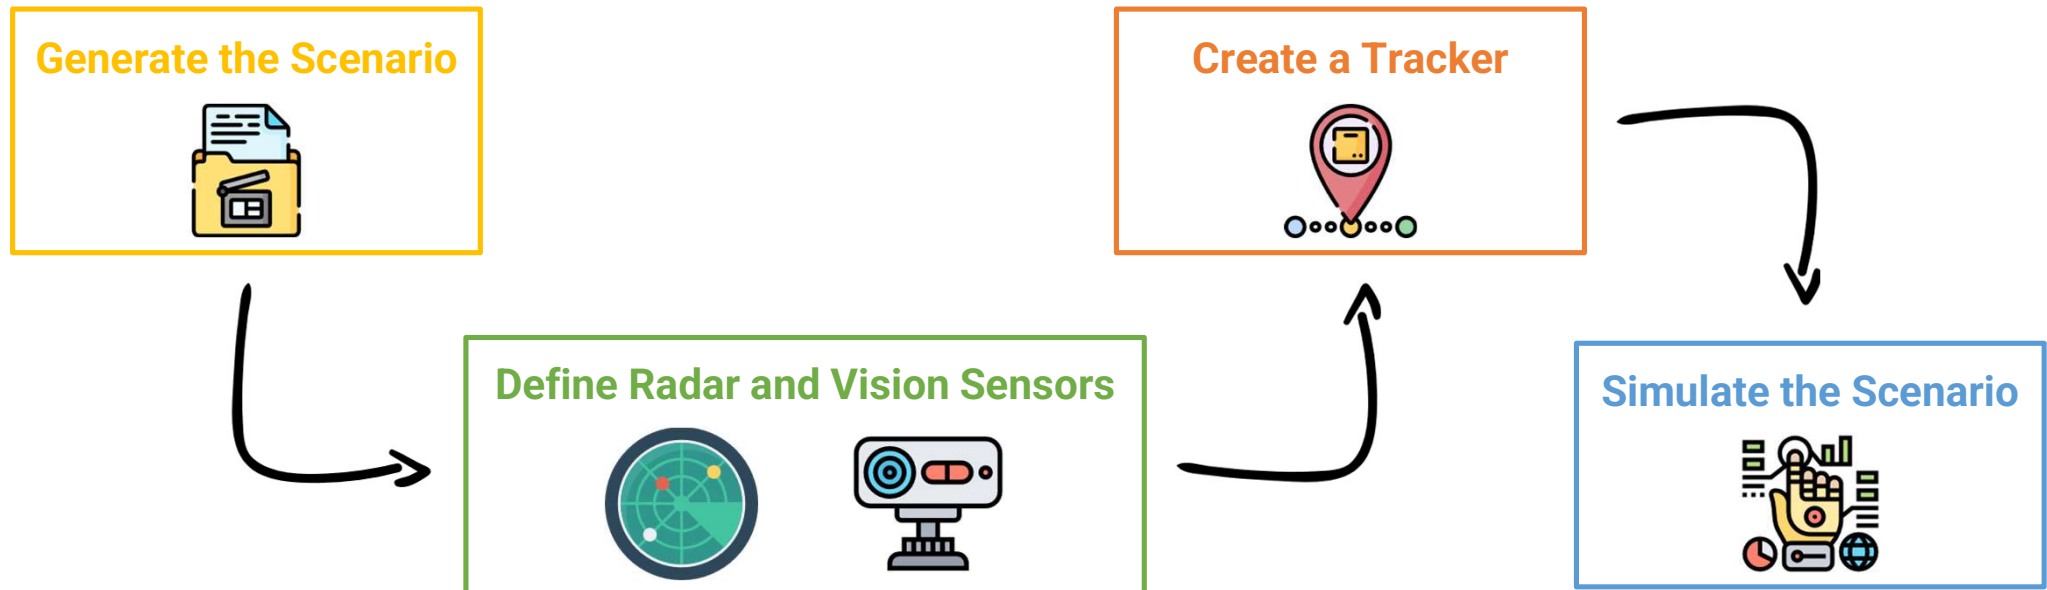 Generate the Scenario
Define Radar and Vision Sensors
Create a Tracker
Simulate the Scenario